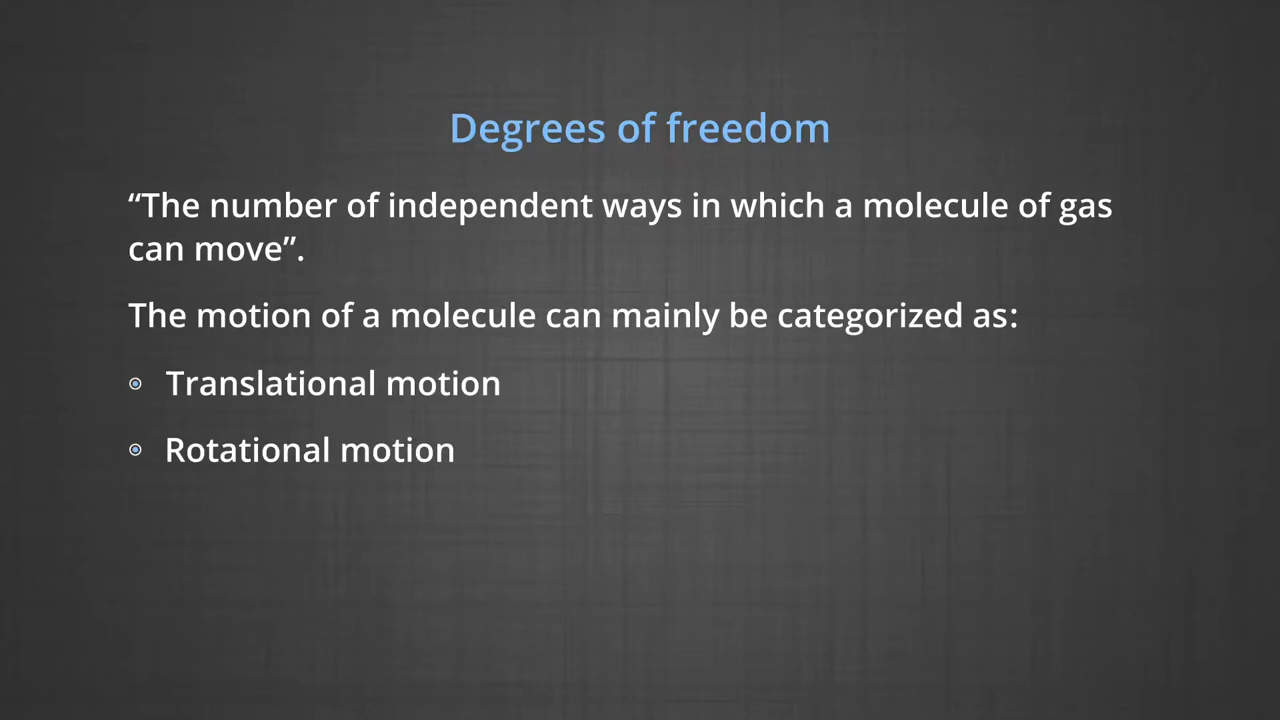 Degrees of freedom
“The number of independent ways in which a molecule of gas
can move”.
The motion of a molecule can mainly be categorized as:
Translational motion
Rotational motion